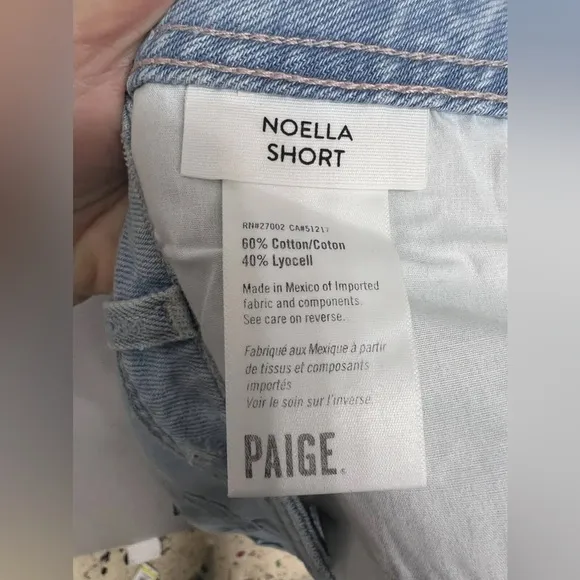 NOELLA
SHORT
RN#27002 CA#51217
60% Cotton/Coton
40% Lyocell
Made in Mexico of Imported
fabric and components.
See care on reverse.
Fabriqué aux Mexique à partir
de tissus et composants
importés
Voir le soin sur l'inverse.
PAIGE.